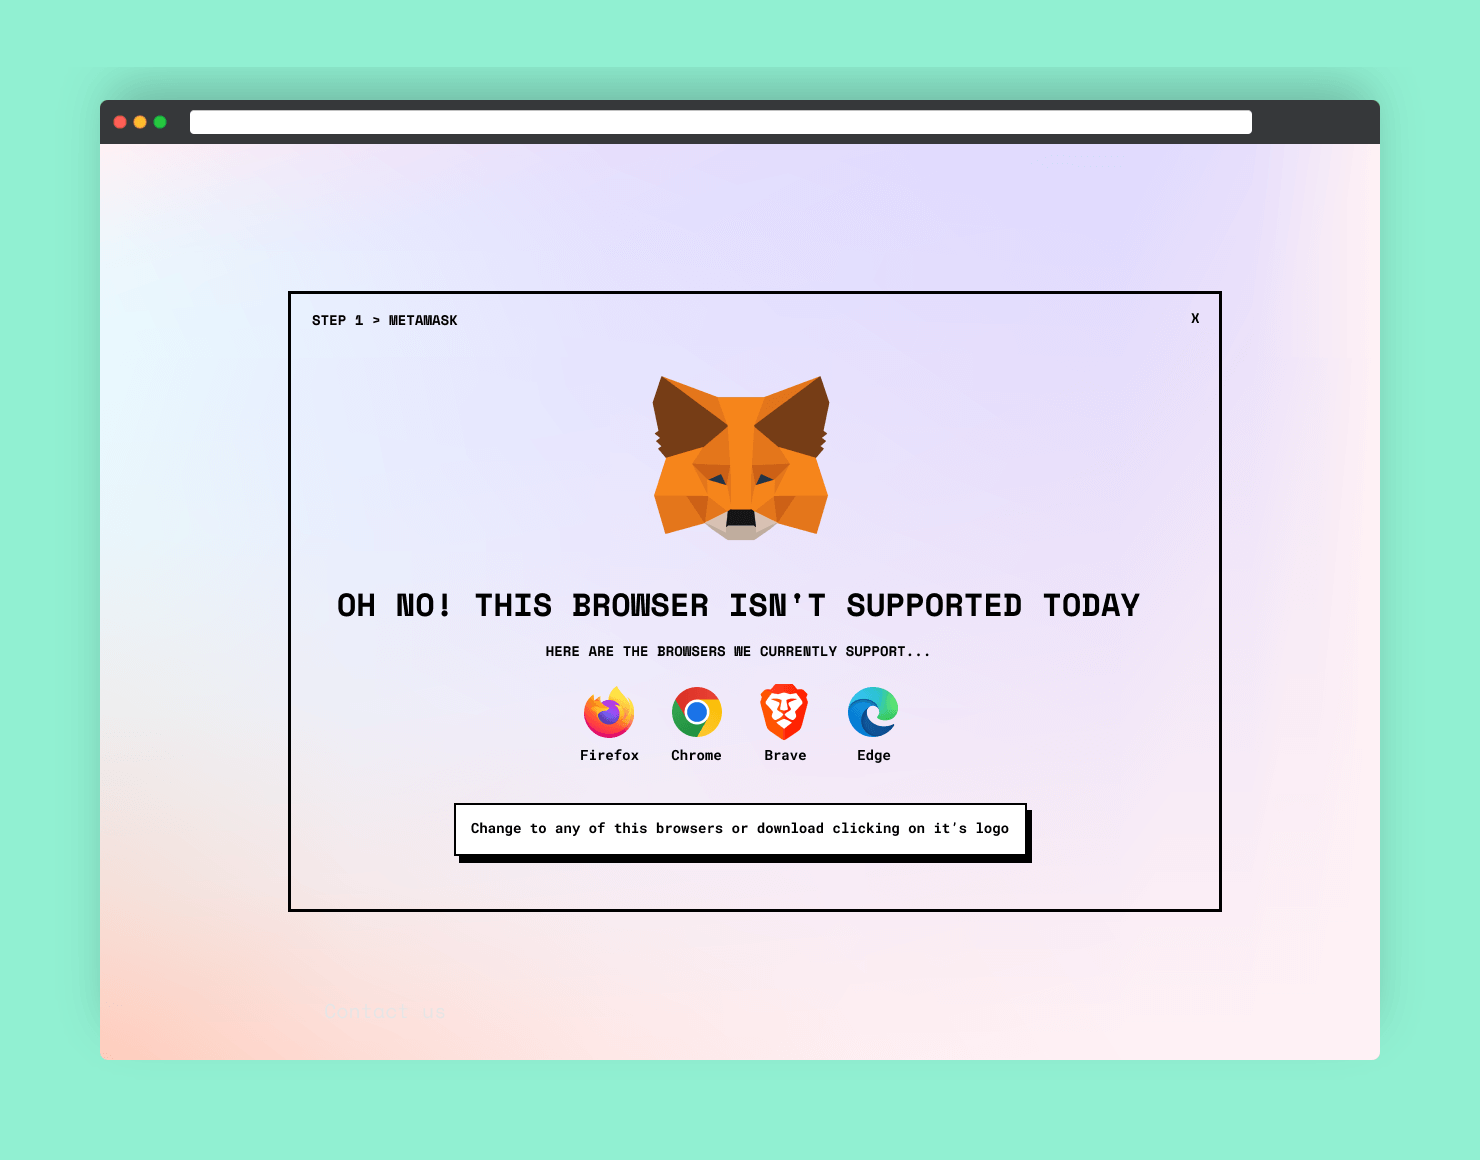 STEP 1 > METAMASK
X
OH NO! THIS BROWSER ISN'T SUPPORTED TODAY
HERE ARE THE BROWSERS WE CURRENTLY SUPPORT...
Firefox Chrome Brave Edge
Change to any of this browsers or download clicking on it’s logo
Contact us